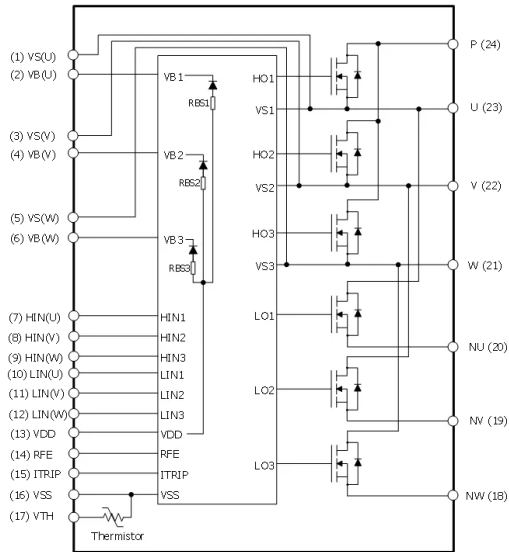 (1) VS(U)
(2) VB(U)
(3) VS(V)
(4) VB(V)
(5) VS(W)
(6) VB(W)
(7) HIN(U)
(8) HIN(V)
(9) HIN(W)
(10) LIN(U)
(11) LIN(V)
(12) LIN(W)
(13) VDD
(14) RFE
(15) ITRIP
(16) VSS
(17) VTH
Thermistor
VB1
RBS1
VB2
RBS2
VB3
RBS3
HIN1
HIN2
HIN3
LIN1
LIN2
LIN3
VDD
RFE
ITRIP
VSS
HO1
VS1
HO2
VS2
HO3
VS3
LO1
LO2
LO3
P (24)
U (23)
V (22)
W (21)
NU (20)
NV (19)
NW (18)